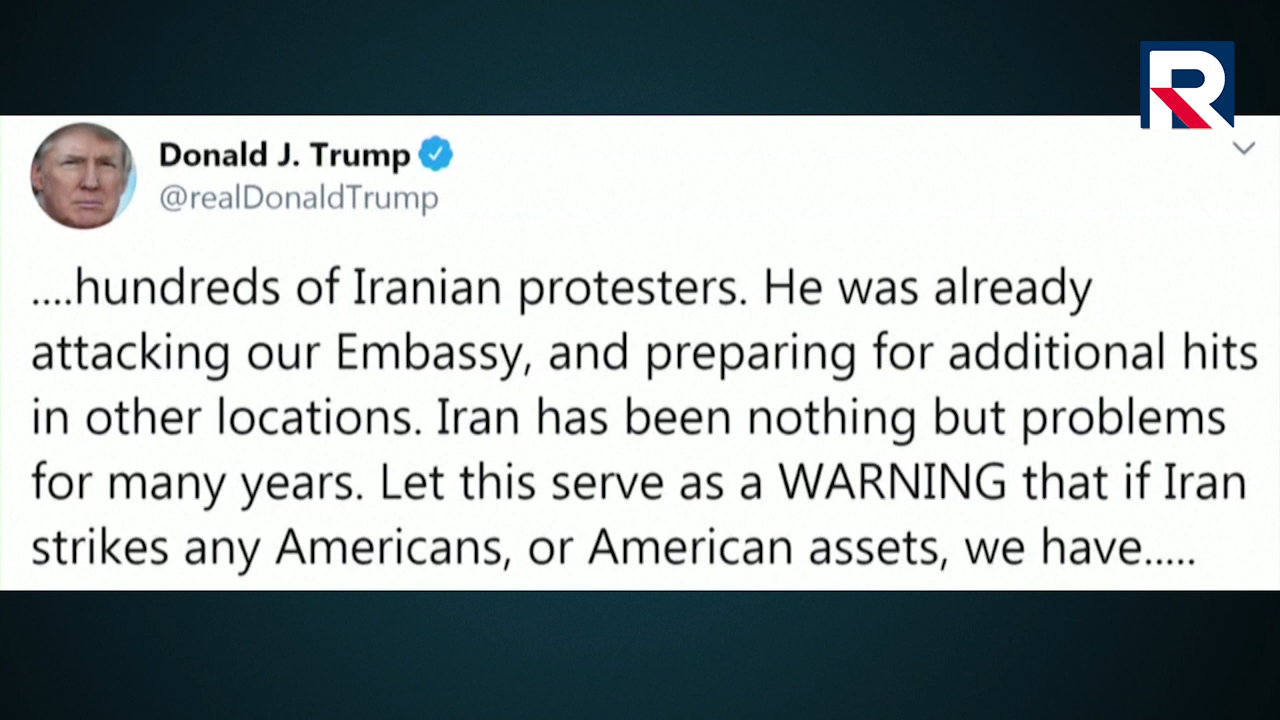 R
Donald J. Trump
@realDonaldTrump
....hundreds of Iranian protesters. He was already
attacking our Embassy, and preparing for additional hits
in other locations. Iran has been nothing but problems
for many years. Let this serve as a WARNING that if Iran
strikes any Americans, or American assets, we have.....